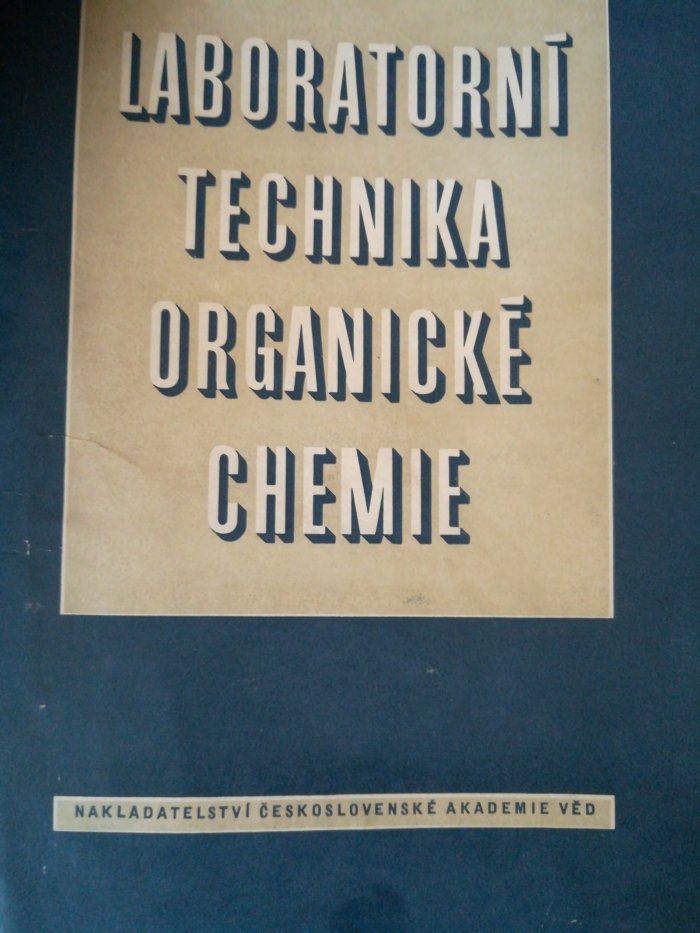 LABORATORNÍ
TECHNIKA
ORGANICKÉ
CHEMIE
NAKLADATELSTVÍ ČESKOSLOVENSKÉ AKADEMIE VĚD